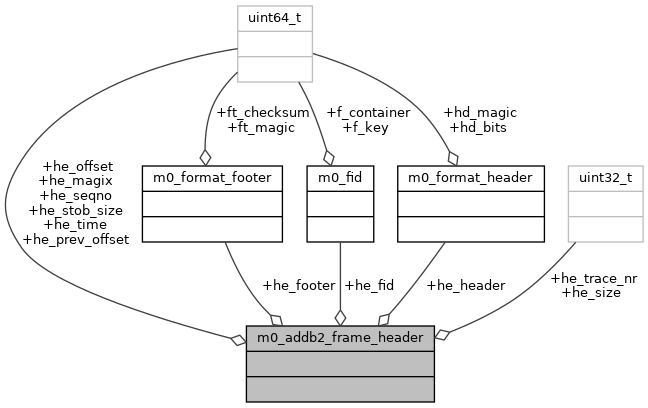 uint64_t
+ft_checksum
+ft_magic
+f_container
+f_key
+hd_magic
+hd_bits
+he_offset
+he_magix
+he_seqno
+he_stob_size
+he_time
+he_prev_offset
m0_format_footer
m0_fid
m0_format_header
uint32_t
+he_footer
+he_fid
+he_header
+he_trace_nr
+he_size
m0_addb2_frame_header